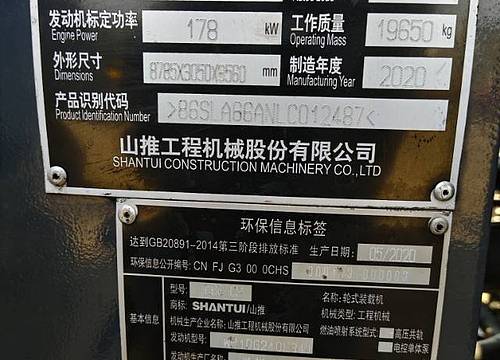 发动机标定功率 178 kW 工作质量 19650 kg
Engine Power Operating Mass
外形尺寸 8785X3050X3560 mm 制造年度 2020
Dimensions Manufacturing Year
产品识别代码 >86SLA66ANLC012487<
Product Identification Number
山推工程机械股份有限公司
SHANTUI CONSTRUCTION MACHINERY CO.,LTD
环保信息标签
达到GB20891-2014第三阶段排放标准 生产日期: 05/2020
环保信息公开编号: CN FJ G3 00 0CHS
型号: 名称: 轮式装载机
基本信息
商标: SHANTUI/山推 机械类型: 工程机械
机械生产企业名称: 山推工程机械股份有限公司 燃油喷射系统型式: 高压共轨
发动机型号: 电控单体泵